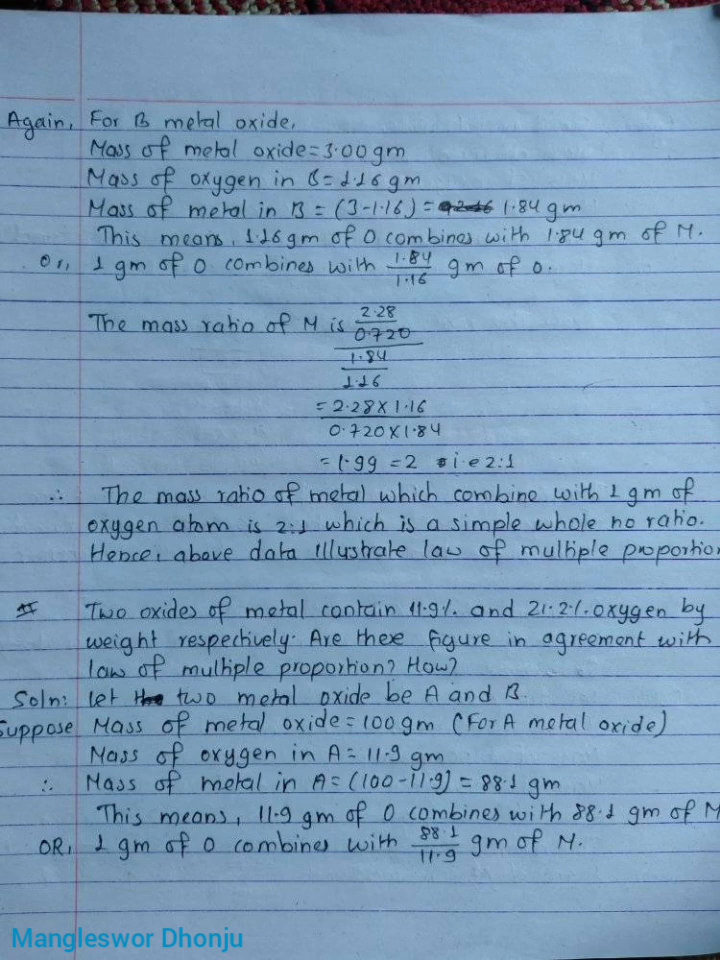 Again, For B metal oxide,
Mass of metal oxide=3.00gm
Mass of oxygen in B=1.16gm
Mass of metal in B = (3-1.16) = 1.84 gm
This means, 1.16gm of O combines with 1.84 gm of M.
Or, 1 gm of O combines with 1.84/1.16 gm of O.
The mass ratio of M is 2.28/0.720
1.84/1.16
= 2.28 X 1.16
0.720 X 1.84
= 1.99 = 2 i.e 2:1
∴ The mass ratio of metal which combine with 1 gm of
oxygen atom is 2:1 which is a simple whole no ratio.
Hence, above data illustrate law of multiple proportion
# Two oxides of metal contain 11.9%. and 21.2%.oxygen by
weight respectively. Are these figure in agreement with
law of multiple proportion? How?
Soln: let two metal oxide be A and B.
Suppose Mass of metal oxide=100gm (For A metal oxide)
Mass of oxygen in A= 11.9 gm
∴ Mass of metal in A=(100-11.9) = 88.1 gm
This means, 11.9 gm of O combines with 88.1 gm of M
OR, 1 gm of O combines with 88.1/11.9 gm of M.
Mangleswor Dhonju